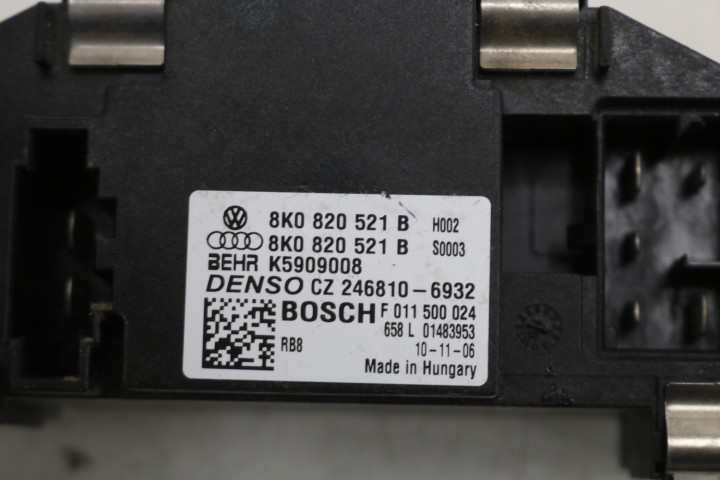 8K0 820 521 B H002
8K0 820 521 B S0003
BEHR K5909008
DENSO CZ 246810-6932
BOSCH F 011 500 024
658 L 01483953
RB8 10-11-06
Made in Hungary